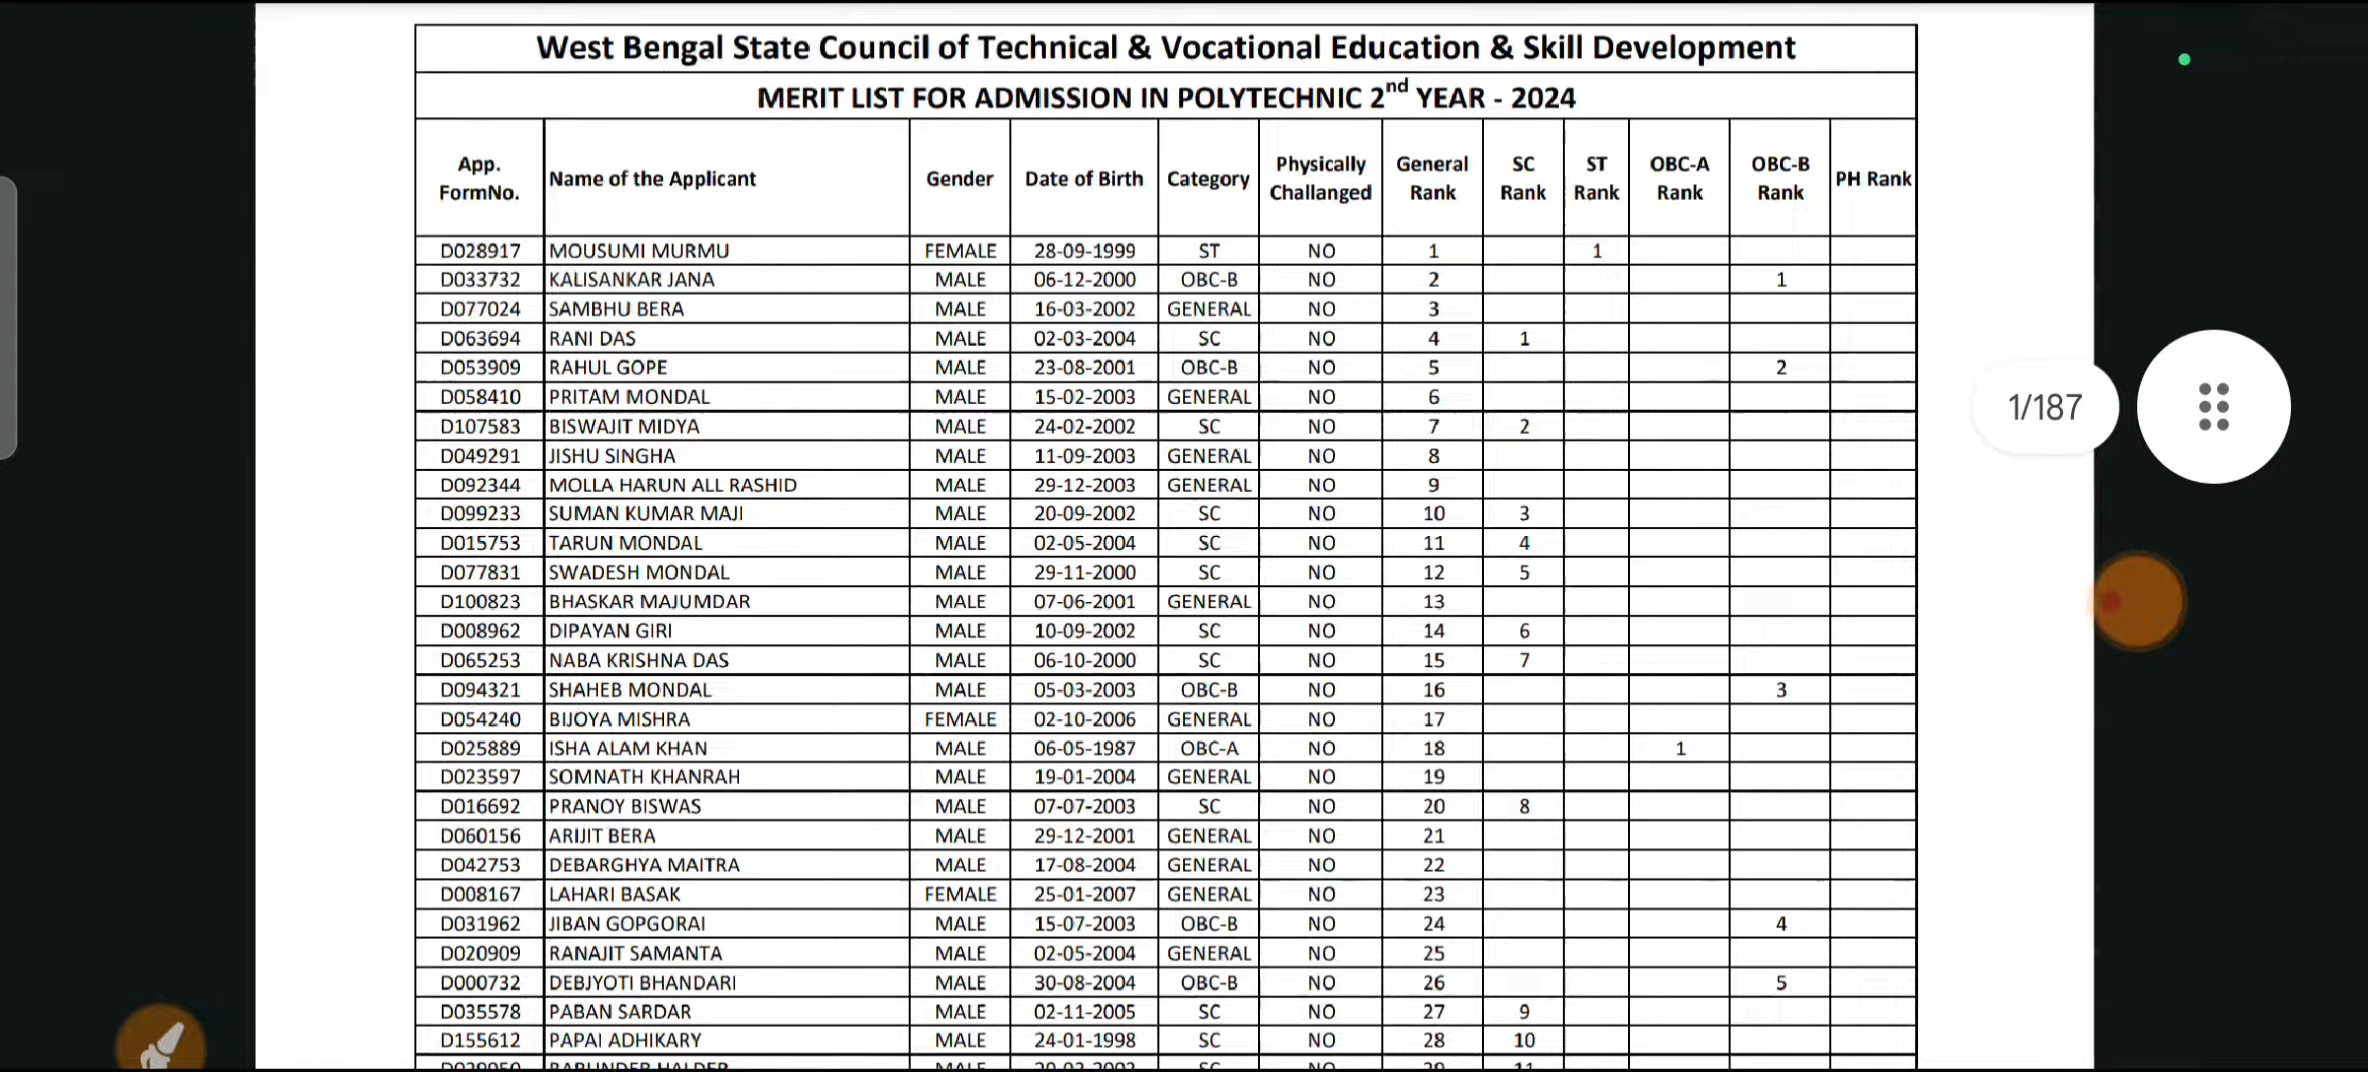 West Bengal State Council of Technical & Vocational Education & Skill Development
MERIT LIST FOR ADMISSION IN POLYTECHNIC 2nd YEAR - 2024
App. FormNo. Name of the Applicant Gender Date of Birth Category Physically Challanged General Rank SC Rank ST Rank OBC-A Rank OBC-B Rank PH Rank
D028917 MOUSUMI MURMU FEMALE 28-09-1999 ST NO 1 1
D033732 KALISANKAR JANA MALE 06-12-2000 OBC-B NO 2 1
D077024 SAMBHU BERA MALE 16-03-2002 GENERAL NO 3
D063694 RANI DAS MALE 02-03-2004 SC NO 4 1
D053909 RAHUL GOPE MALE 23-08-2001 OBC-B NO 5 2
D058410 PRITAM MONDAL MALE 15-02-2003 GENERAL NO 6
D107583 BISWAJIT MIDYA MALE 24-02-2002 SC NO 7 2
D049291 JISHU SINGHA MALE 11-09-2003 GENERAL NO 8
D092344 MOLLA HARUN ALL RASHID MALE 29-12-2003 GENERAL NO 9
D099233 SUMAN KUMAR MAJI MALE 20-09-2002 SC NO 10 3
D015753 TARUN MONDAL MALE 02-05-2004 SC NO 11 4
D077831 SWADESH MONDAL MALE 29-11-2000 SC NO 12 5
D100823 BHASKAR MAJUMDAR MALE 07-06-2001 GENERAL NO 13
D008962 DIPAYAN GIRI MALE 10-09-2002 SC NO 14 6
D065253 NABA KRISHNA DAS MALE 06-10-2000 SC NO 15 7
D094321 SHAHEB MONDAL MALE 05-03-2003 OBC-B NO 16 3
D054240 BIJOYA MISHRA FEMALE 02-10-2006 GENERAL NO 17
D025889 ISHA ALAM KHAN MALE 06-05-1987 OBC-A NO 18 1
D023597 SOMNATH KHANRAH MALE 19-01-2004 GENERAL NO 19
D016692 PRANOY BISWAS MALE 07-07-2003 SC NO 20 8
D060156 ARIJIT BERA MALE 29-12-2001 GENERAL NO 21
D042753 DEBARGHYA MAITRA MALE 17-08-2004 GENERAL NO 22
D008167 LAHARI BASAK FEMALE 25-01-2007 GENERAL NO 23
D031962 JIBAN GOPGORAI MALE 15-07-2003 OBC-B NO 24 4
D020909 RANAJIT SAMANTA MALE 02-05-2004 GENERAL NO 25
D000732 DEBJYOTI BHANDARI MALE 30-08-2004 OBC-B NO 26 5
D035578 PABAN SARDAR MALE 02-11-2005 SC NO 27 9
D155612 PAPAI ADHIKARY MALE 24-01-1998 SC NO 28 10
MALE SC NO 29 11
1/187